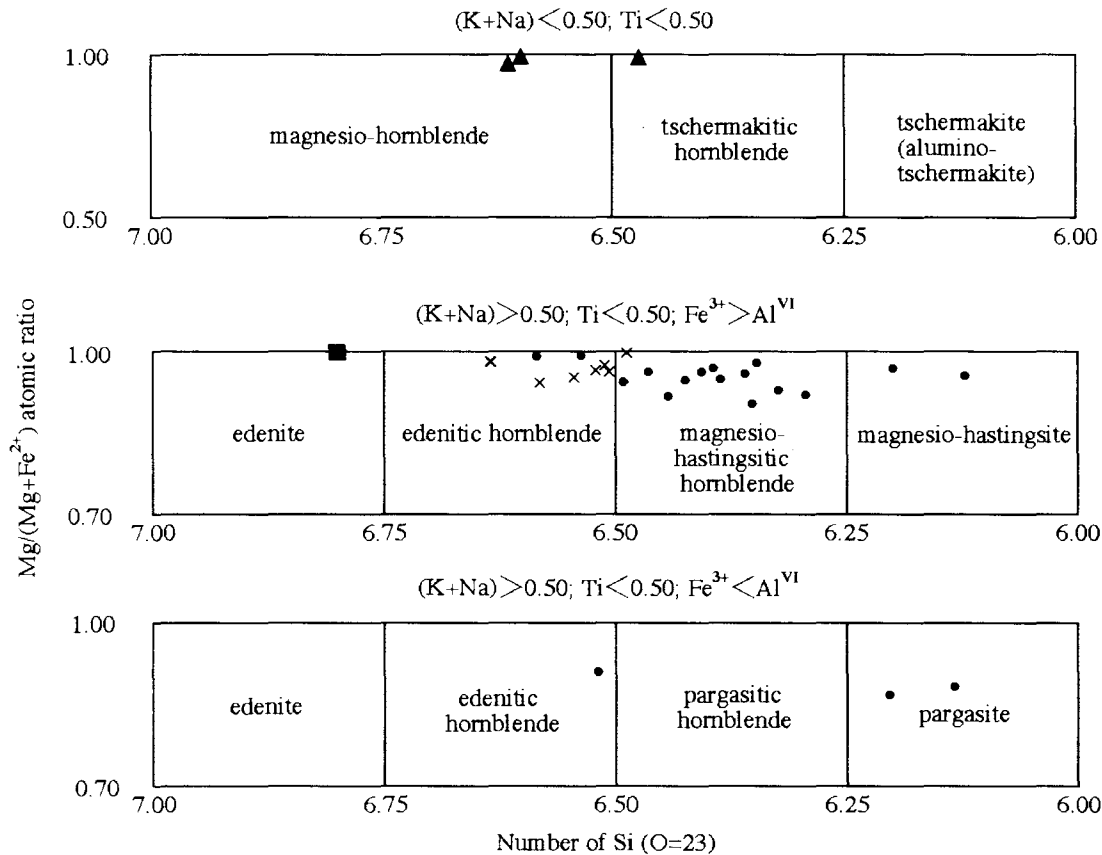 (K+Na)<0.50; Ti<0.50
1.00
magnesio-hornblende
tschermakitic
hornblende
tschermakite
(alumino-
tschermakite)
0.50
7.00 6.75 6.50 6.25 6.00
Mg/(Mg+Fe²⁺) atomic ratio
(K+Na)>0.50; Ti<0.50; Fe³⁺>Alⱽᴵ
1.00
edenite
edenitic hornblende
magnesio-
hastingsitic
hornblende
magnesio-hastingsite
0.70
7.00 6.75 6.50 6.25 6.00
(K+Na)>0.50; Ti<0.50; Fe³⁺<Alⱽᴵ
1.00
edenite
edenitic
hornblende
pargasitic
hornblende
pargasite
0.70
7.00 6.75 6.50 6.25 6.00
Number of Si (O=23)